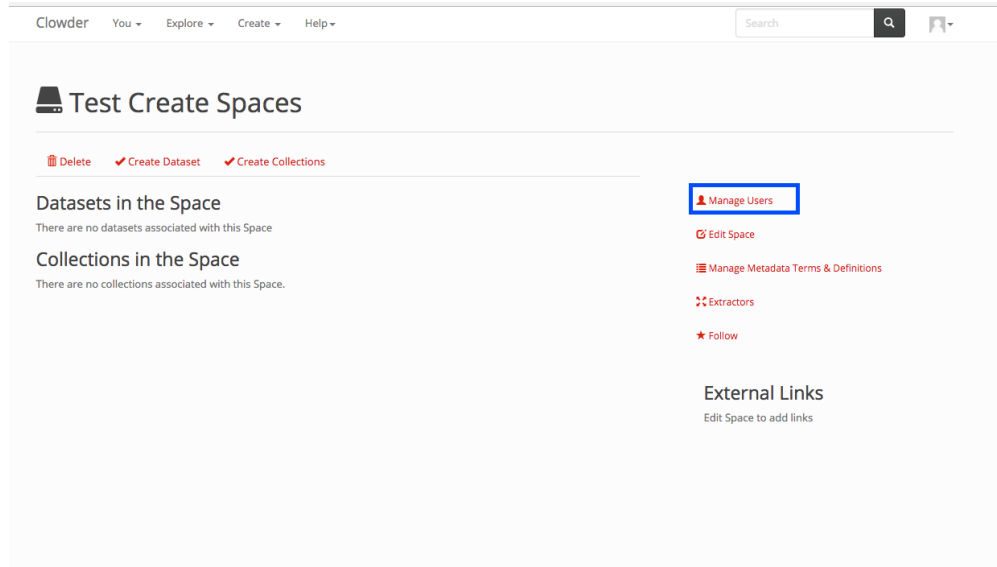 Clowder You Explore Create Help Search
Test Create Spaces
Delete Create Dataset Create Collections
Datasets in the Space
There are no datasets associated with this Space
Collections in the Space
There are no collections associated with this Space.
Manage Users
Edit Space
Manage Metadata Terms & Definitions
Extractors
Follow
External Links
Edit Space to add links